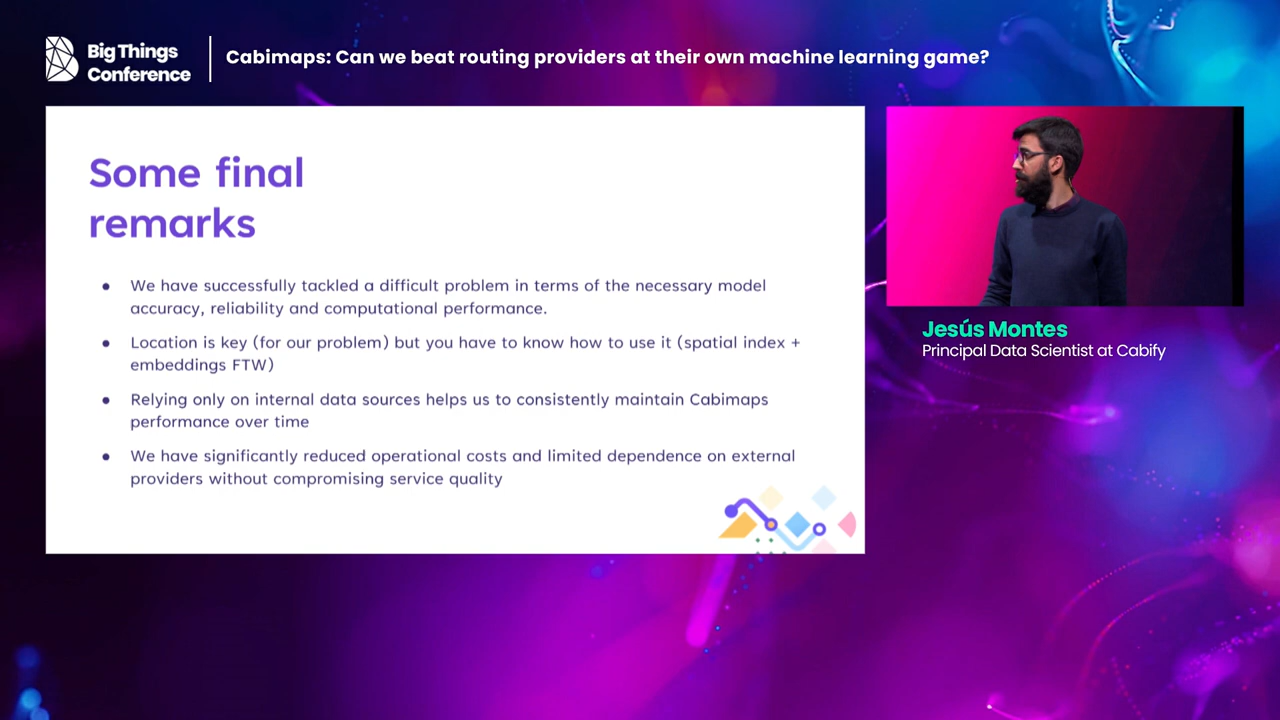 Big Things
Conference
Cabimaps: Can we beat routing providers at their own machine learning game?
Some final
remarks
● We have successfully tackled a difficult problem in terms of the necessary model
accuracy, reliability and computational performance.
● Location is key (for our problem) but you have to know how to use it (spatial index +
embeddings FTW)
● Relying only on internal data sources helps us to consistently maintain Cabimaps
performance over time
● We have significantly reduced operational costs and limited dependence on external
providers without compromising service quality
Jesús Montes
Principal Data Scientist at Cabify